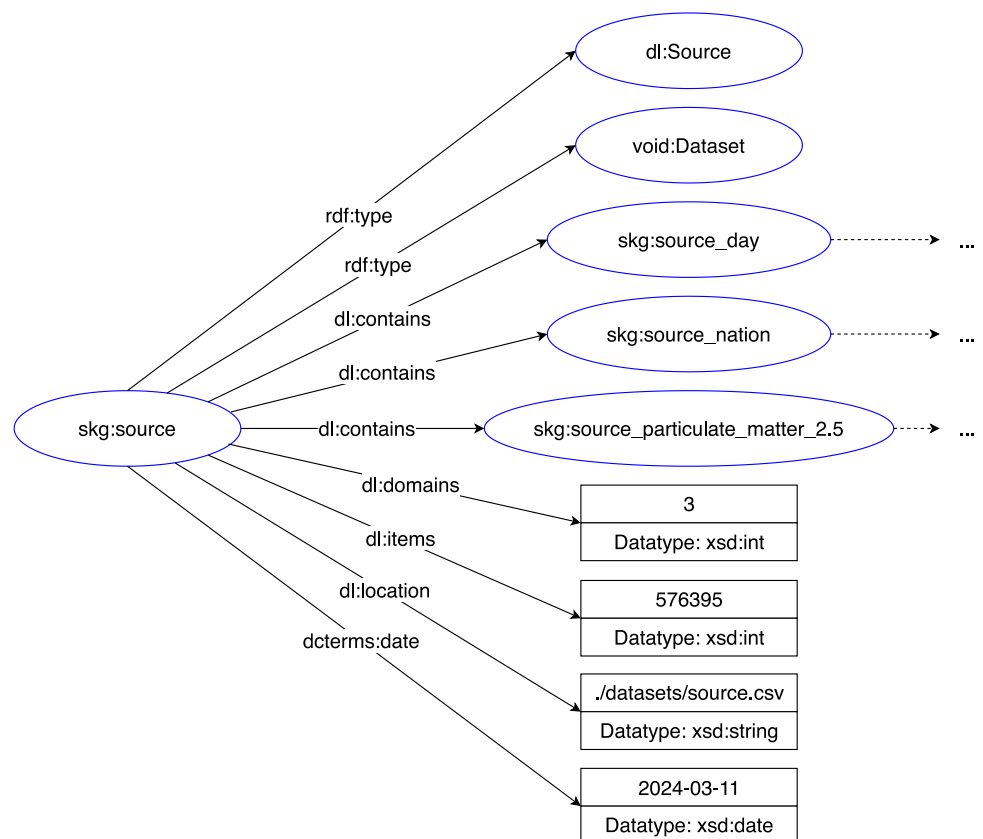 dl:Source
void:Dataset
rdf:type
skg:source_day
...
rdf:type
dl:contains
skg:source_nation
...
dl:contains
skg:source
dl:contains
skg:source_particulate_matter_2.5
...
dl:domains
3
Datatype: xsd:int
dl:items
576395
Datatype: xsd:int
dl:location
dcterms:date
./datasets/source.csv
Datatype: xsd:string
2024-03-11
Datatype: xsd:date